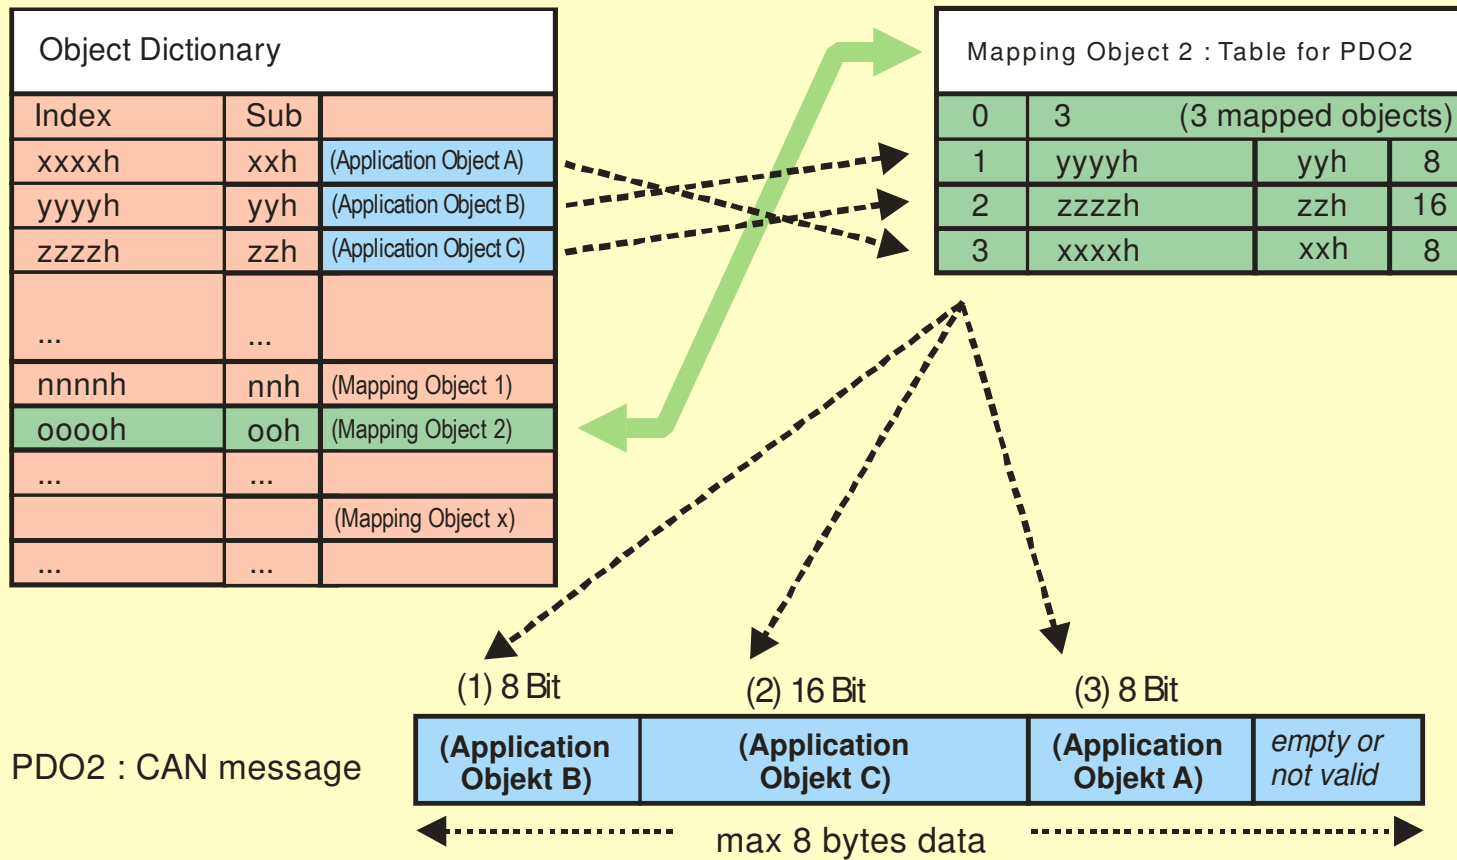 Object Dictionary
Index Sub
xxxxh xxh (Application Object A)
yyyyh yyh (Application Object B)
zzzzh zzh (Application Object C)
... ...
nnnnh nnh (Mapping Object 1)
ooooh ooh (Mapping Object 2)
... ...
(Mapping Object x)
... ...
Mapping Object 2 : Table for PDO2
0 3 (3 mapped objects)
1 yyyyh yyh 8
2 zzzzh zzh 16
3 xxxxh xxh 8
(1) 8 Bit (2) 16 Bit (3) 8 Bit
PDO2 : CAN message
(Application
Objekt B)
(Application
Objekt C)
(Application
Objekt A)
empty or
not valid
max 8 bytes data